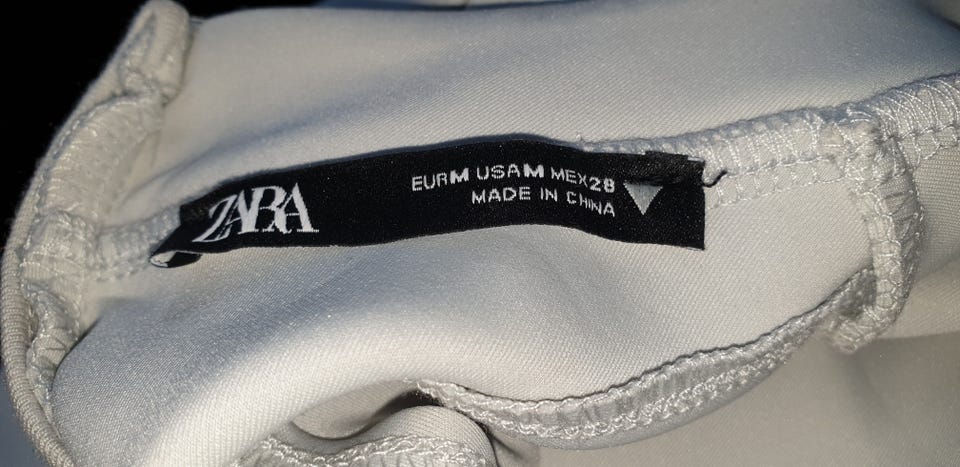 ZARA
EUR M USA M MEX 28
MADE IN CHINA